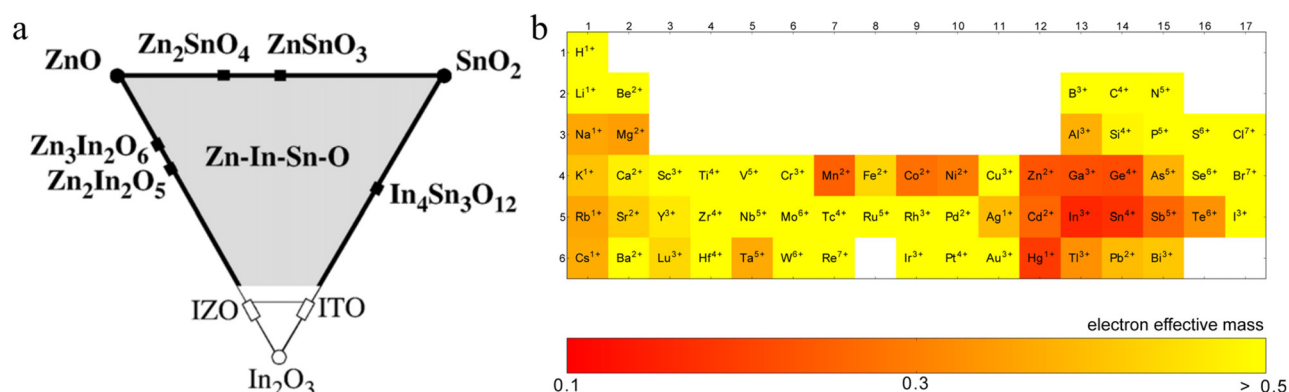 a
Zn₂SnO₄ ZnSnO₃
ZnO SnO₂
Zn₃In₂O₆ Zn-In-Sn-O
Zn₂In₂O₅
In₄Sn₃O₁₂
IZO ITO
In₂O₃
b
1 2 3 4 5 6 7 8 9 10 11 12 13 14 15 16 17
1 H¹⁺
2 Li¹⁺ Be²⁺ B³⁺ C⁴⁺ N⁵⁺
3 Na¹⁺ Mg²⁺ Al³⁺ Si⁴⁺ P⁵⁺ S⁶⁺ Cl⁷⁺
4 K¹⁺ Ca²⁺ Sc³⁺ Ti⁴⁺ V⁵⁺ Cr³⁺ Mn²⁺ Fe²⁺ Co²⁺ Ni²⁺ Cu³⁺ Zn²⁺ Ga³⁺ Ge⁴⁺ As⁵⁺ Se⁶⁺ Br⁷⁺
5 Rb¹⁺ Sr²⁺ Y³⁺ Zr⁴⁺ Nb⁵⁺ Mo⁶⁺ Tc⁴⁺ Ru⁵⁺ Rh³⁺ Pd²⁺ Ag¹⁺ Cd²⁺ In³⁺ Sn⁴⁺ Sb⁵⁺ Te⁶⁺ I³⁺
6 Cs¹⁺ Ba²⁺ Lu³⁺ Hf⁴⁺ Ta⁵⁺ W⁶⁺ Re⁷⁺ Ir³⁺ Pt⁴⁺ Au³⁺ Hg¹⁺ Tl³⁺ Pb²⁺ Bi³⁺
electron effective mass
0.1 0.3 > 0.5